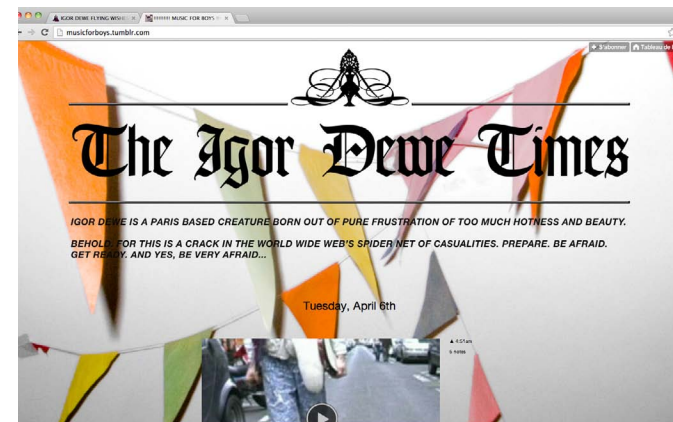 IGOR DEWE FLYING WISHE
MUSIC FOR BOYS
musicforboys.tumblr.com
S'abonner
Tableau de
The Igor Dewe Times
IGOR DEWE IS A PARIS BASED CREATURE BORN OUT OF PURE FRUSTRATION OF TOO MUCH HOTNESS AND BEAUTY.
BEHOLD, FOR THIS IS A CRACK IN THE WORLD WIDE WEB'S SPIDER NET OF CASUALITIES. PREPARE. BE AFRAID.
GET READY. AND YES, BE VERY AFRAID...
Tuesday, April 6th
notes